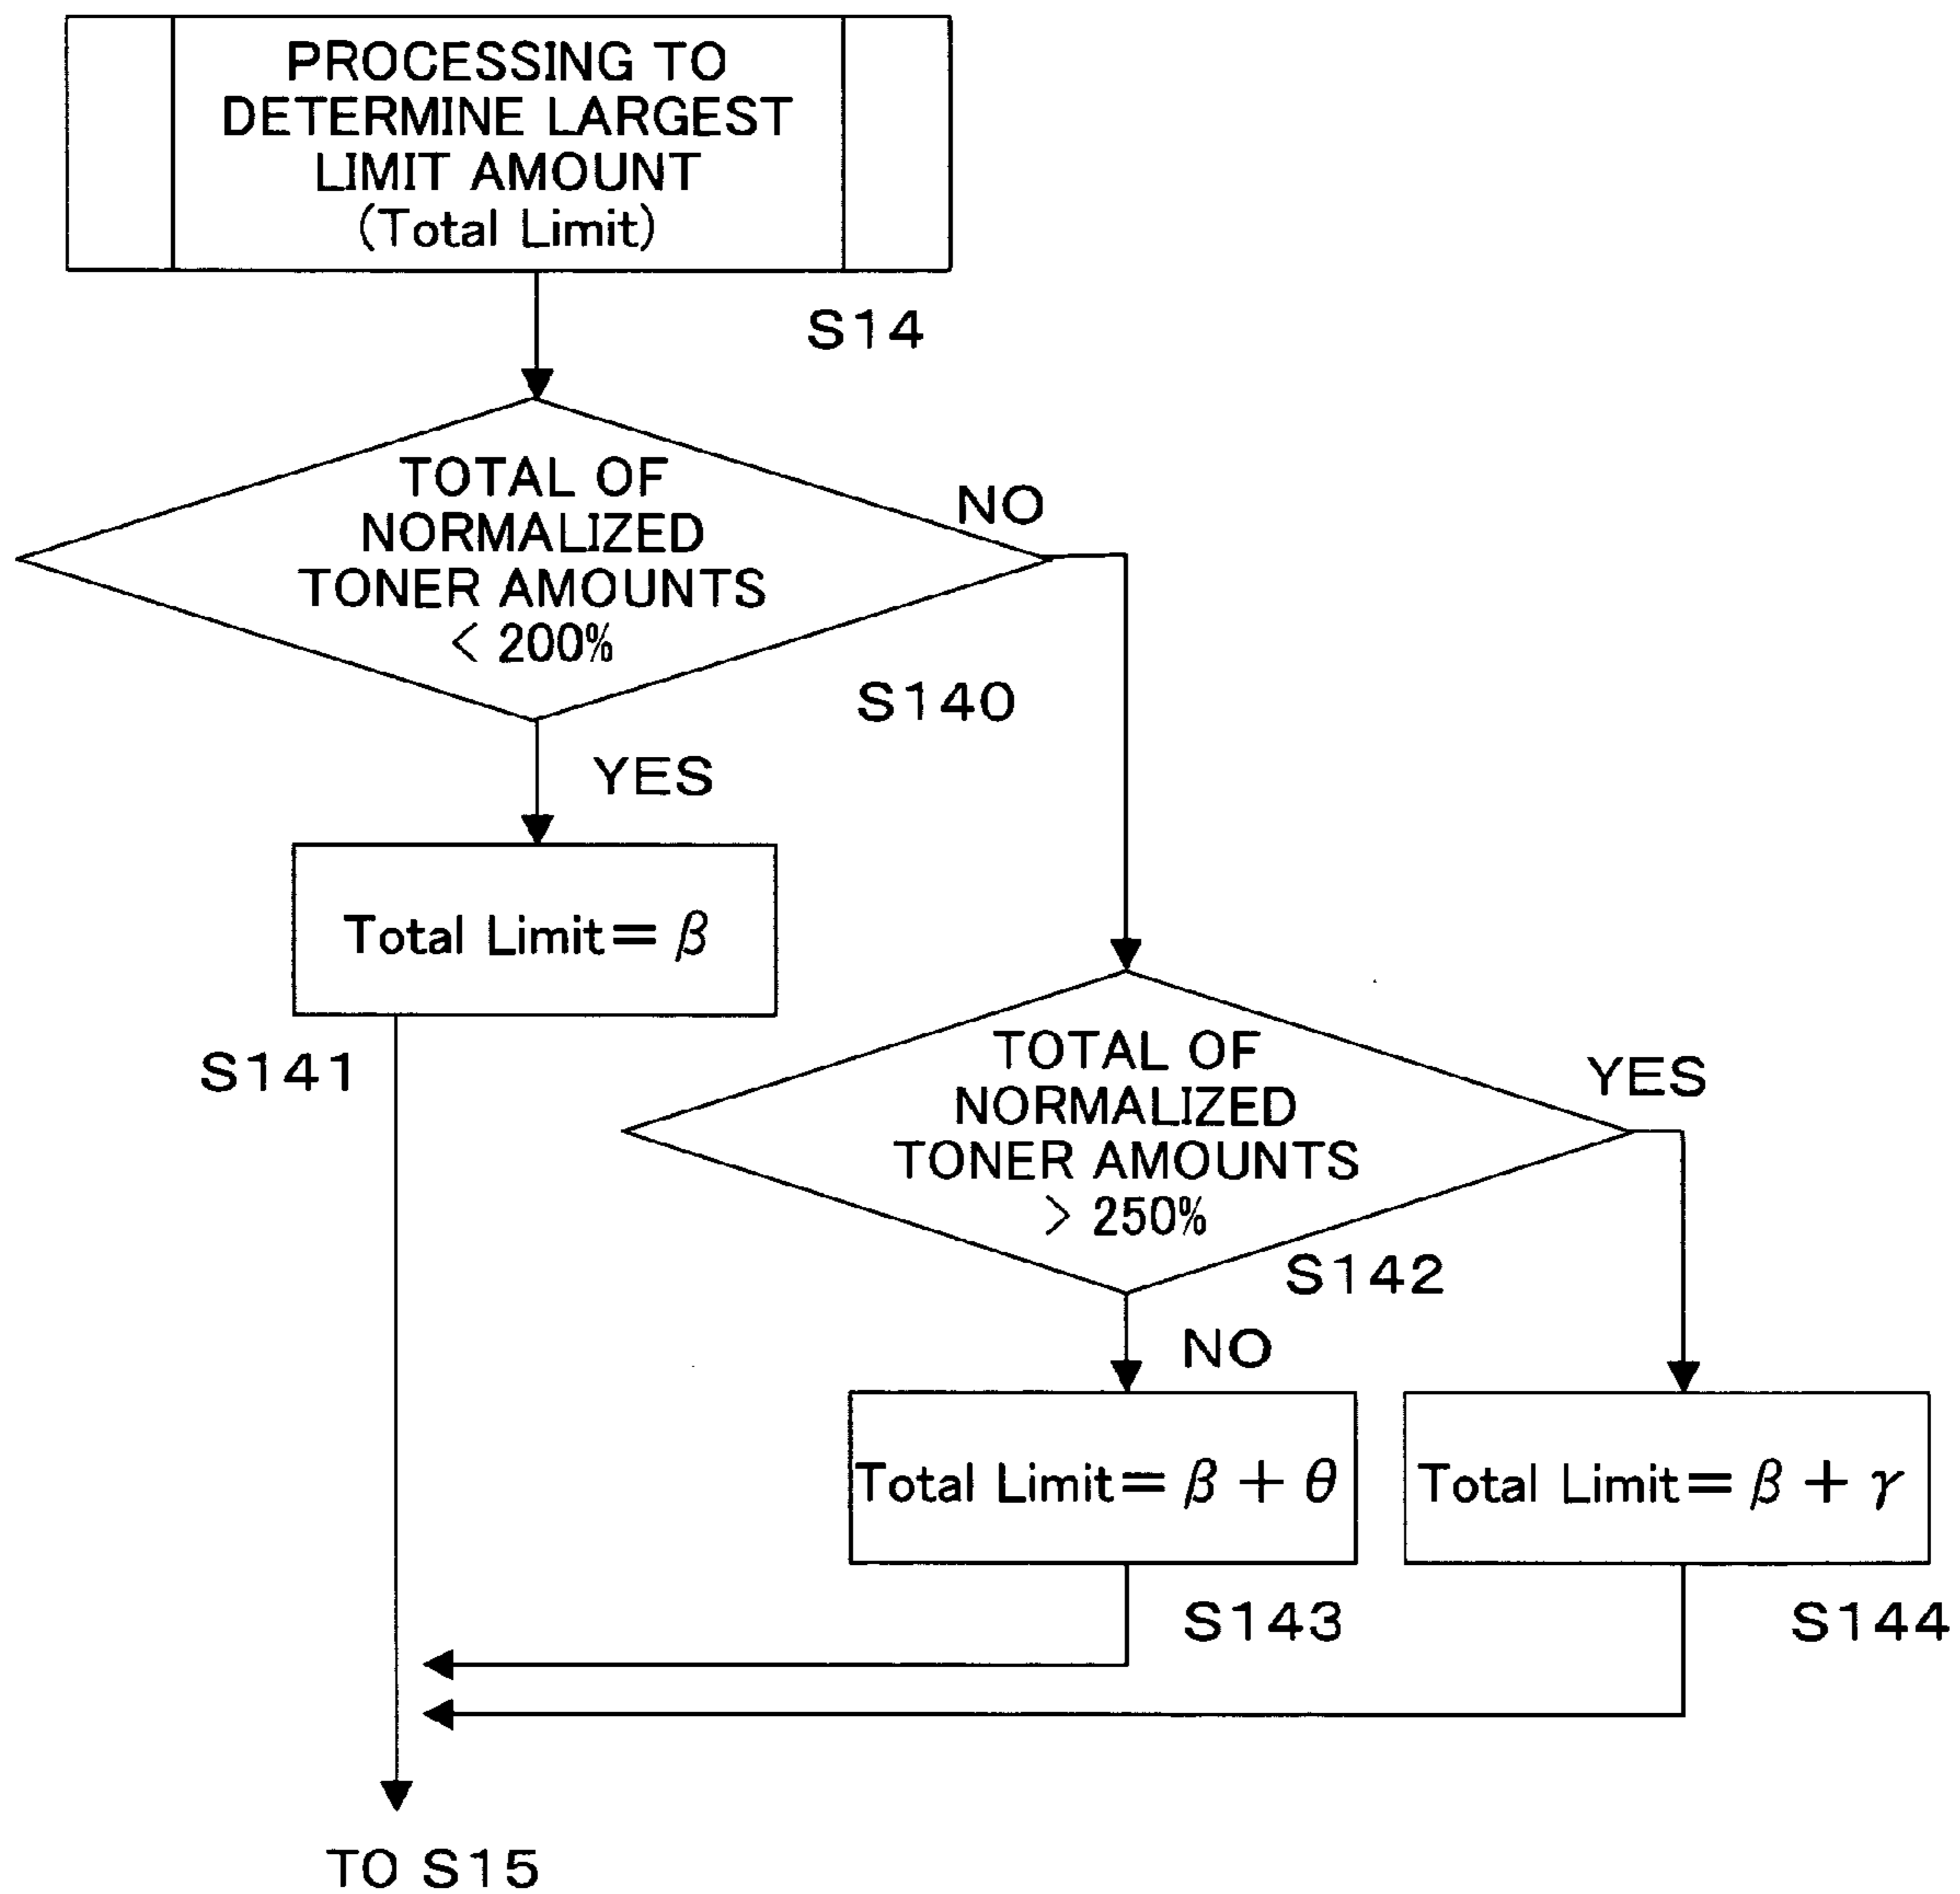 PROCESSING TO
DETERMINE LARGEST
LIMIT AMOUNT
(Total Limit)
S14
TOTAL OF
NORMALIZED
TONER AMOUNTS
< 200%
NO
S140
YES
Total Limit= β
S141
TOTAL OF
NORMALIZED
TONER AMOUNTS
> 250%
YES
S142
NO
Total Limit= β + θ
Total Limit= β + γ
S143
S144
TO S15